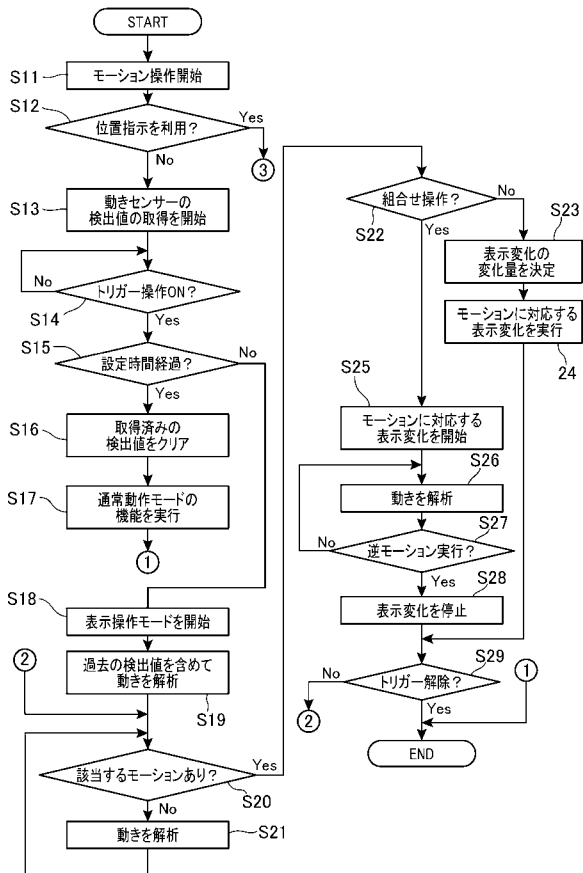 START
S11
モーション操作開始
S12
位置指示を利用?
Yes
③
No
S13
動きセンサーの
検出値の取得を開始
No
トリガー操作ON?
S14
Yes
S15
設定時間経過?
No
Yes
S16
取得済みの
検出値をクリア
S17
通常動作モードの
機能を実行
①
S18
表示操作モードを開始
②
過去の検出値を含めて
動きを解析
S19
該当するモーションあり?
Yes
S20
No
動きを解析
S21
組合せ操作?
No
S22
Yes
S23
表示変化の
変化量を決定
モーションに対応する
表示変化を実行
24
S25
モーションに対応する
表示変化を開始
S26
動きを解析
S27
No
逆モーション実行?
Yes
S28
表示変化を停止
S29
No
トリガー解除?
①
②
Yes
END